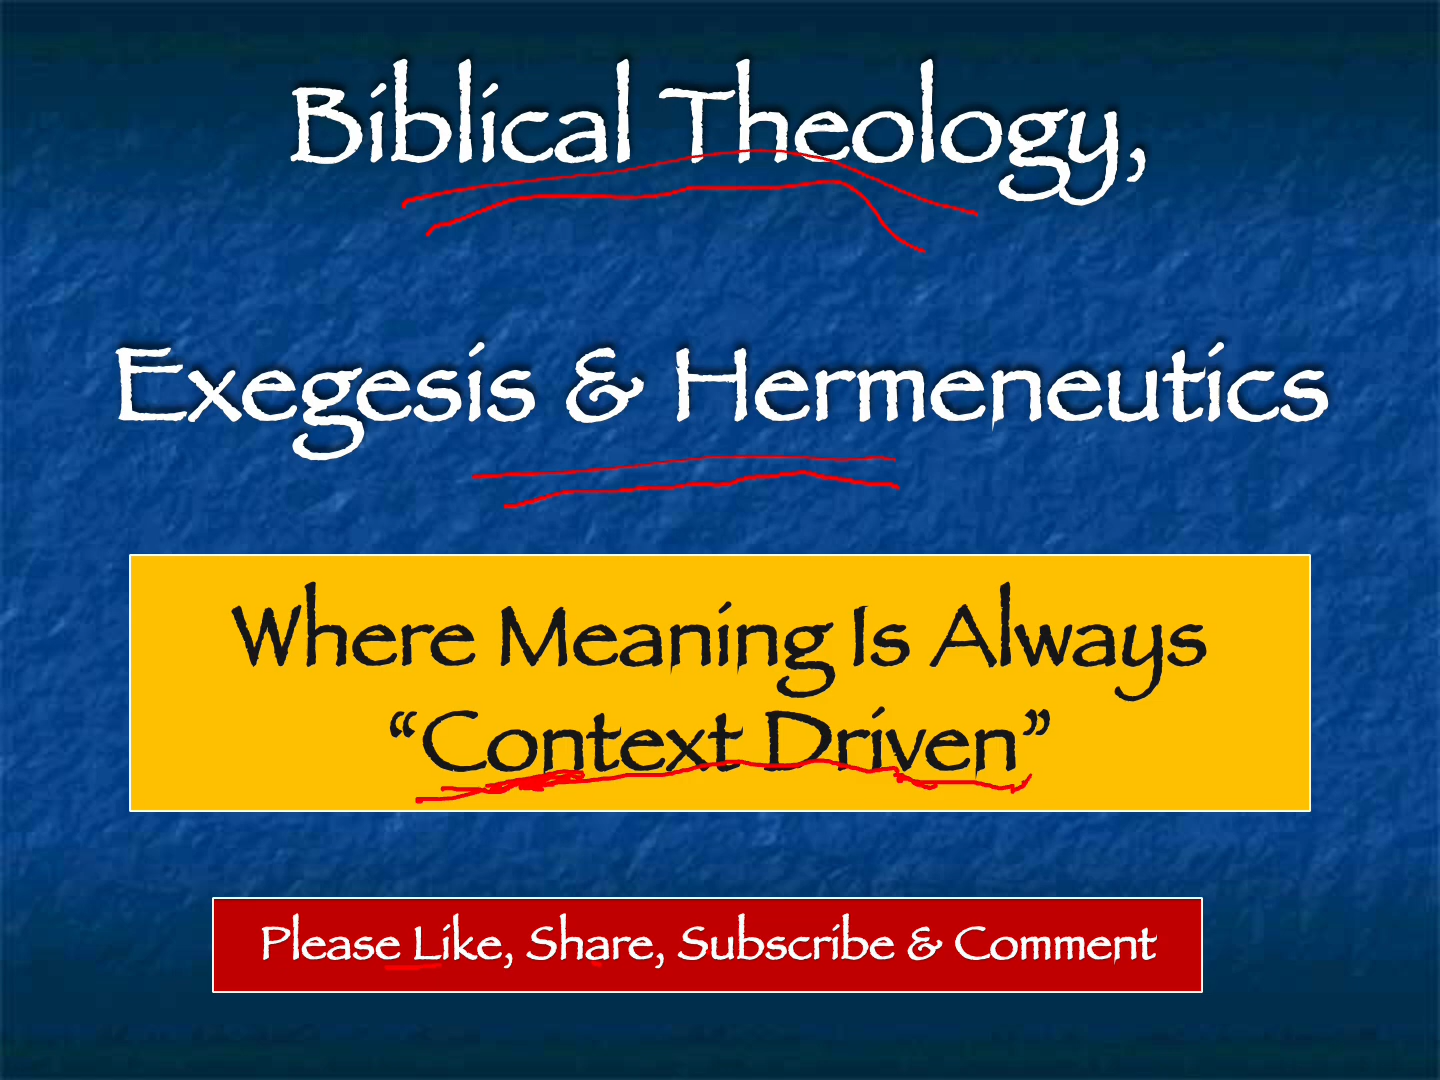 Biblical Theology,
Exegesis & Hermeneutics
Where Meaning Is Always
“Context Driven”
Please Like, Share, Subscribe & Comment